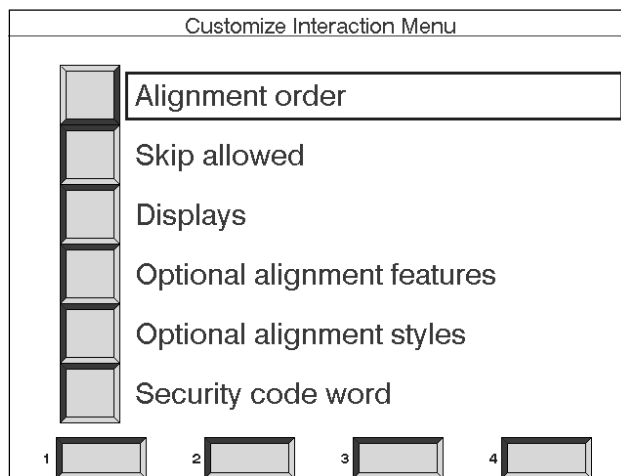 Customize Interaction Menu
Alignment order
Skip allowed
Displays
Optional alignment features
Optional alignment styles
Security code word
1 2 3 4